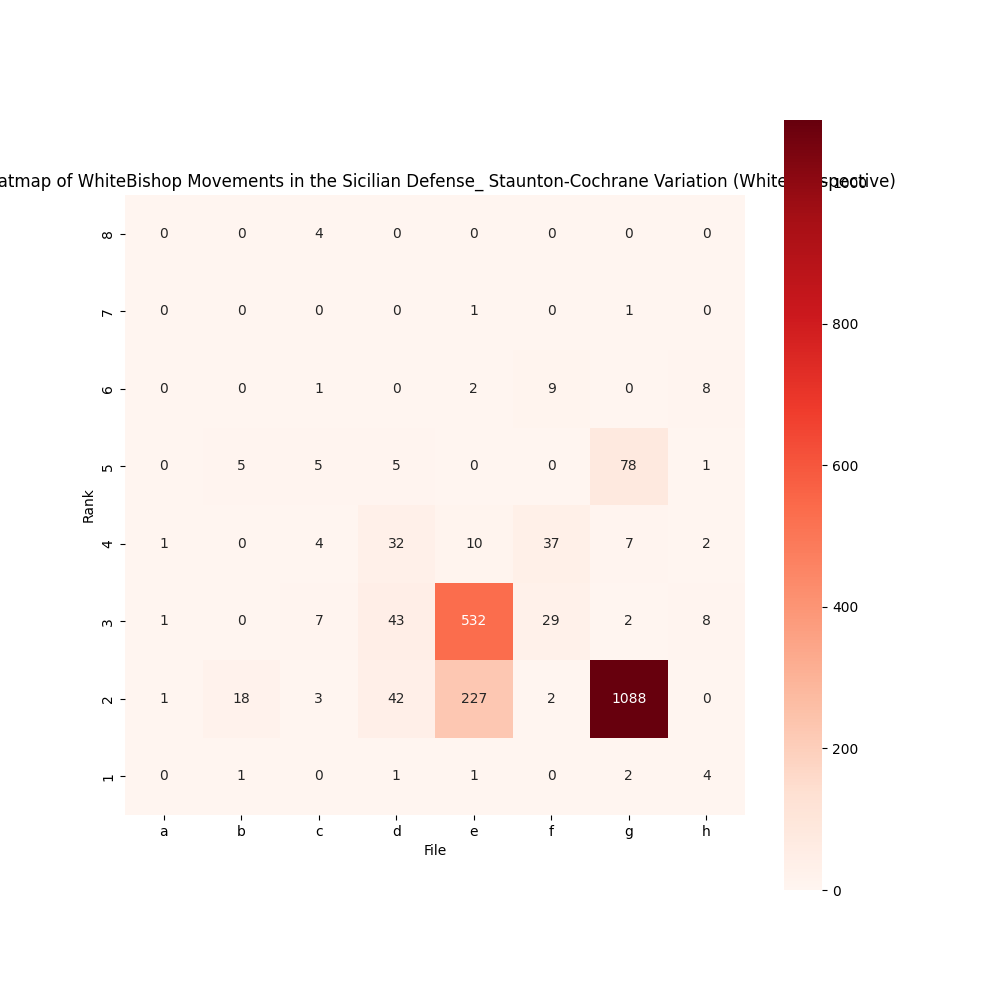 atmap of WhiteBishop Movements in the Sicilian Defense_ Staunton-Cochrane Variation (White spective)
1000
8 0 0 4 0 0 0 0 0
800
7 0 0 0 0 1 0 1 0
6 0 0 1 0 2 9 0 8
600
5 0 5 5 5 0 0 78 1
Rank
4 1 0 4 32 10 37 7 2
400
3 1 0 7 43 532 29 2 8
2 1 18 3 42 227 2 1088 0
200
1 0 1 0 1 1 0 2 4
a b c d e f g h
File
0